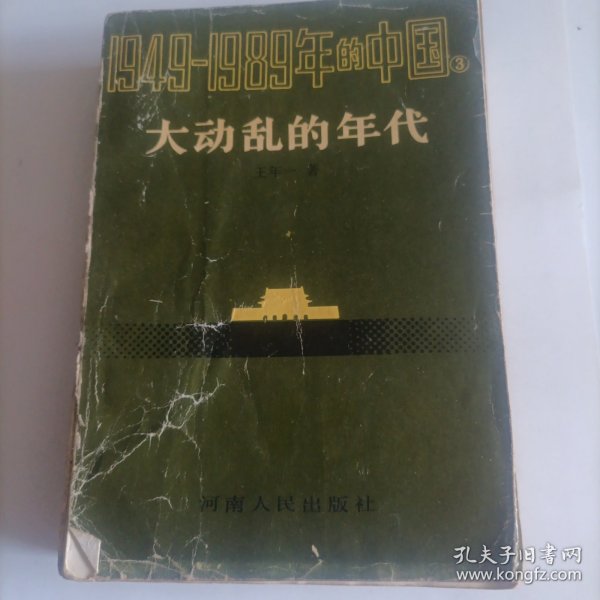 1949-1989年的中国③
大动乱的年代
王年一 著
河南人民出版社
孔夫子旧书网
www.kongfz.com